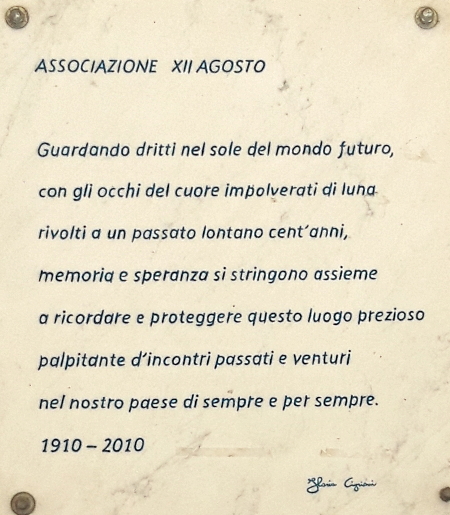 ASSOCIAZIONE XII AGOSTO
Guardando dritti nel sole del mondo futuro,
con gli occhi del cuore impolverati di luna
rivolti a un passato lontano cent'anni,
memoria e speranza si stringono assieme
a ricordare e proteggere questo luogo prezioso
palpitante d'incontri passati e venturi
nel nostro paese di sempre e per sempre.
1910 – 2010